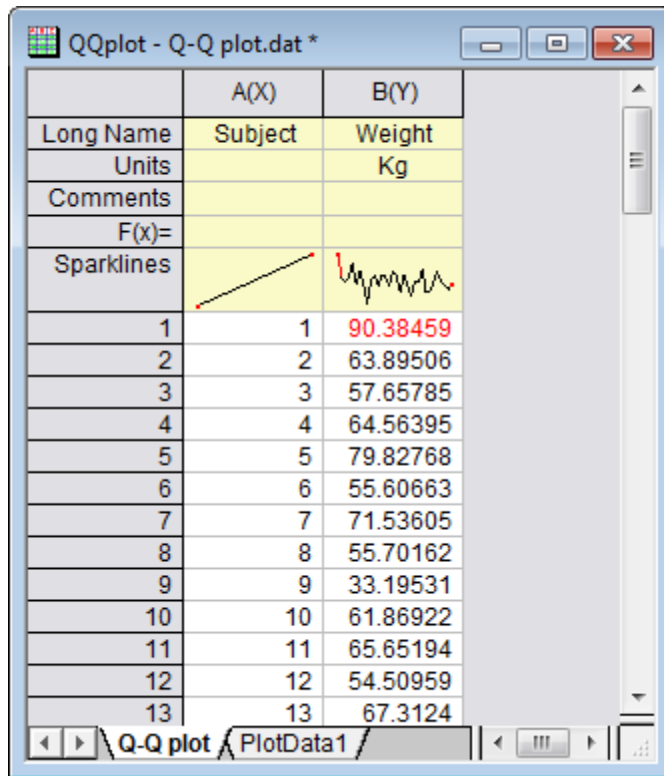 QQplot - Q-Q plot.dat *
A(X) B(Y)
Long Name Subject Weight
Units Kg
Comments
F(x)=
Sparklines
1 1 90.38459
2 2 63.89506
3 3 57.65785
4 4 64.56395
5 5 79.82768
6 6 55.60663
7 7 71.53605
8 8 55.70162
9 9 33.19531
10 10 61.86922
11 11 65.65194
12 12 54.50959
13 13 67.3124
Q-Q plot PlotData1